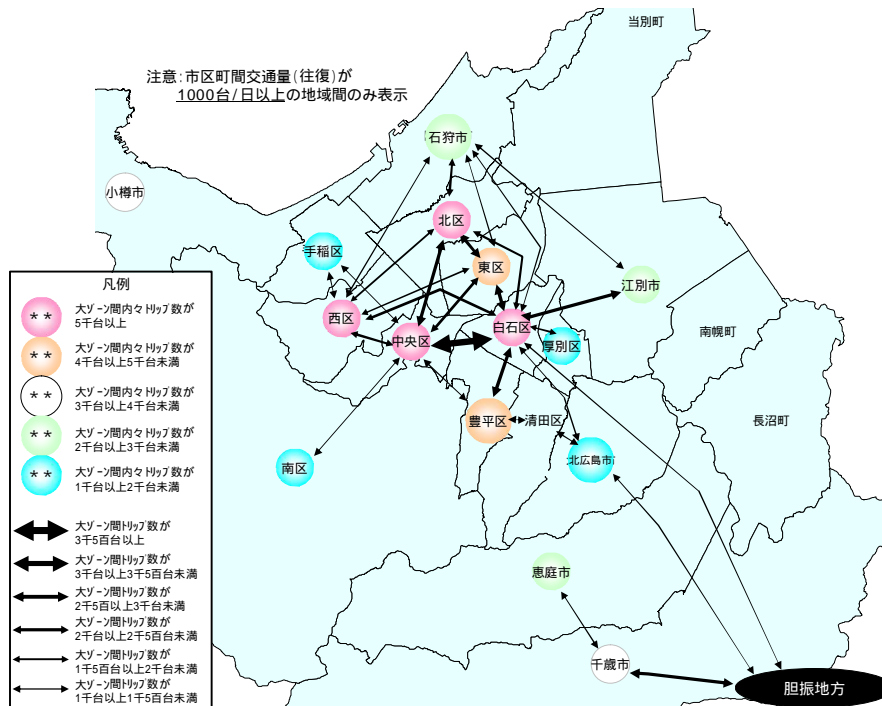 当別町
注意:市区町間交通量(往復)が
1000台/日以上の地域間のみ表示
石狩市
小樽市
北区
手稲区
東区
江別市
西区
白石区
中央区
厚別区
南幌町
長沼町
豊平区
清田区
南区
北広島市
恵庭市
千歳市
胆振地方
凡例
** 大ゾーン間内々トリップ数が
5千台以上
** 大ゾーン間内々トリップ数が
4千台以上5千台未満
** 大ゾーン間内々トリップ数が
3千台以上4千台未満
** 大ゾーン間内々トリップ数が
2千台以上3千台未満
** 大ゾーン間内々トリップ数が
1千台以上2千台未満
大ゾーン間トリップ数が
3千5百台以上
大ゾーン間トリップ数が
3千台以上3千5百台未満
大ゾーン間トリップ数が
2千5百以上3千台未満
大ゾーン間トリップ数が
2千台以上2千5百台未満
大ゾーン間トリップ数が
1千5百台以上2千台未満
大ゾーン間トリップ数が
1千台以上1千5百台未満